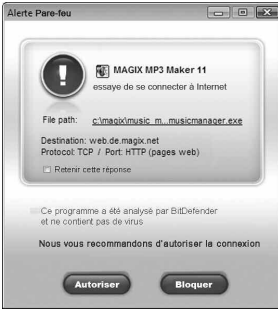 Alerte Pare-feu
MAGIX MP3 Maker 11
essaye de se connecter à Internet
File path: c:\magix\music_m...musicmanager.exe
Destination: web.de.magix.net
Protocol: TCP / Port: HTTP (pages web)
Retenir cette réponse
Ce programme a été analysé par BitDefender
et ne contient pas de virus
Nous vous recommandons d'autoriser la connexion
Autoriser Bloquer